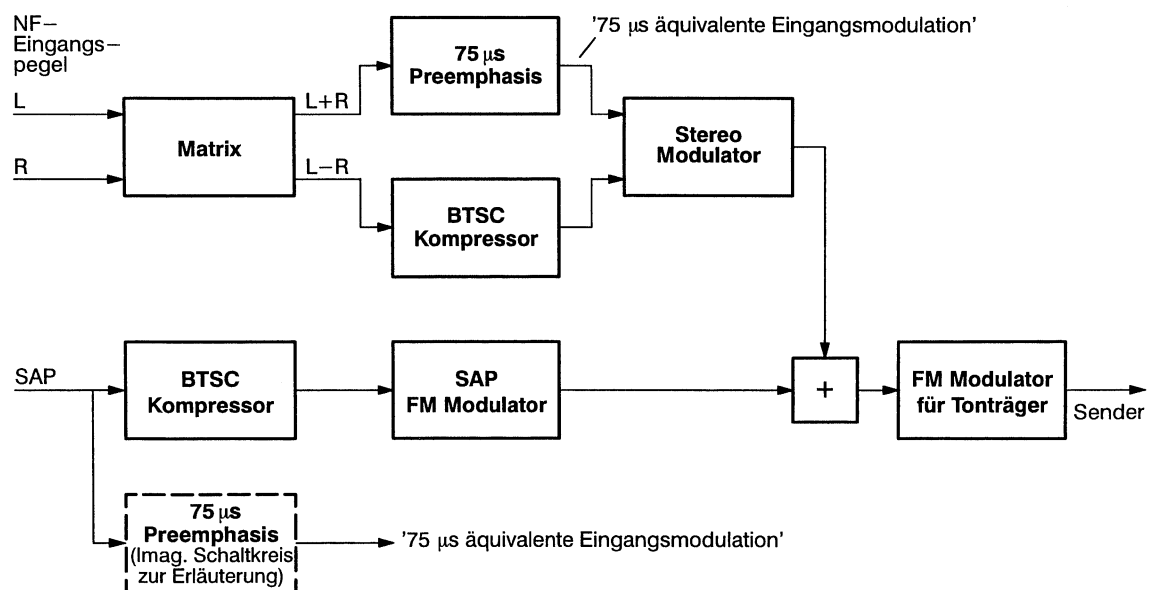 NF–
Eingangs–
pegel
L
R
Matrix
L+R
L–R
75 µs
Preemphasis
'75 µs äquivalente Eingangsmodulation'
BTSC
Kompressor
Stereo
Modulator
SAP
BTSC
Kompressor
SAP
FM Modulator
+
FM Modulator
für Tonträger
Sender
75 µs
Preemphasis
(Imag. Schaltkreis
zur Erläuterung)
'75 µs äquivalente Eingangsmodulation'